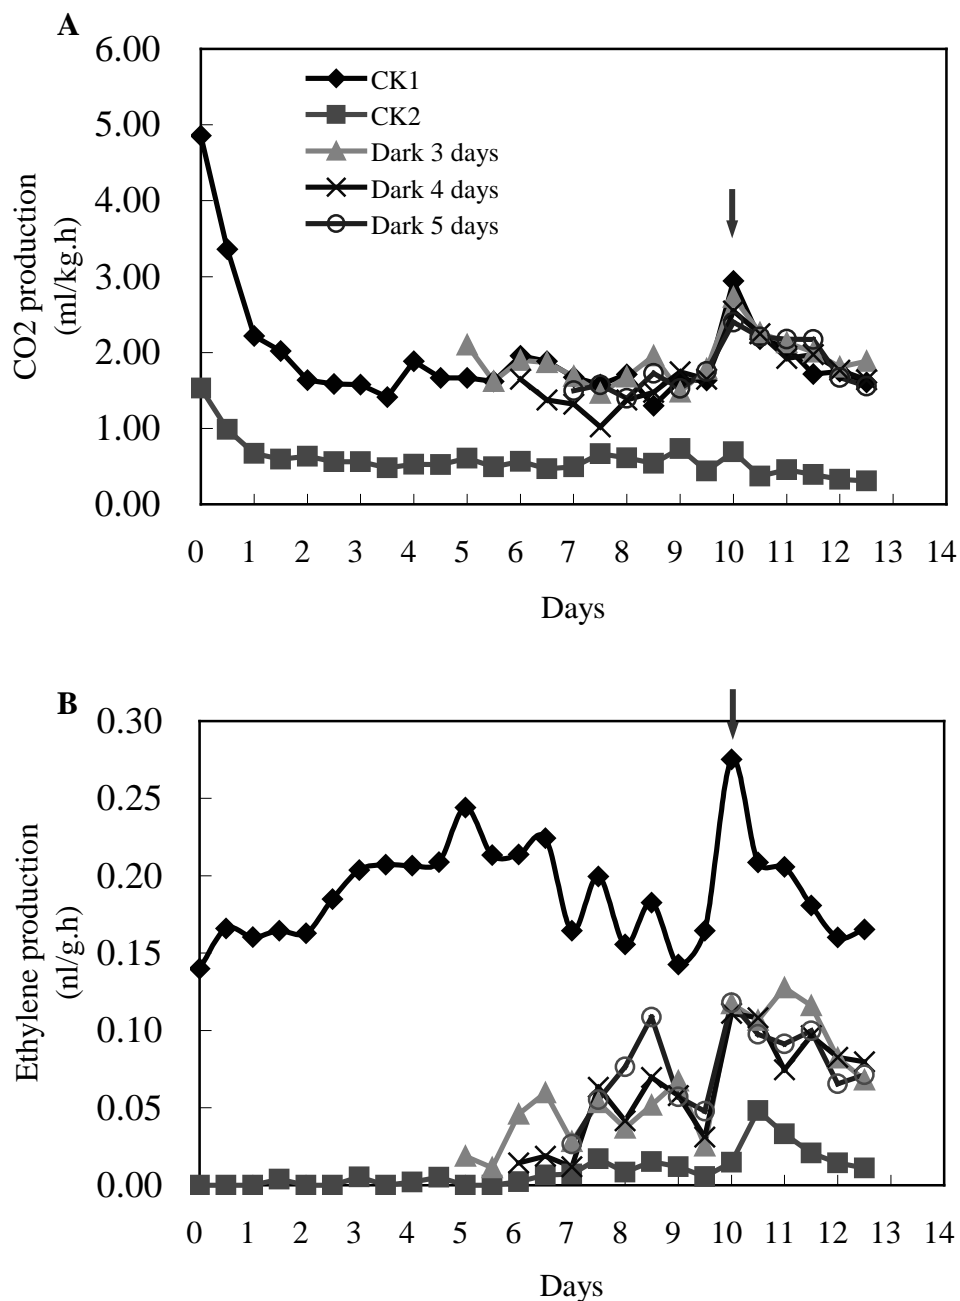 A
6.00
5.00
4.00
3.00
2.00
1.00
0.00
CO2 production
(ml/kg.h)
CK1
CK2
Dark 3 days
Dark 4 days
Dark 5 days
0 1 2 3 4 5 6 7 8 9 10 11 12 13 14
Days
B
0.30
0.25
0.20
0.15
0.10
0.05
0.00
Ethylene production
(nl/g.h)
0 1 2 3 4 5 6 7 8 9 10 11 12 13 14
Days